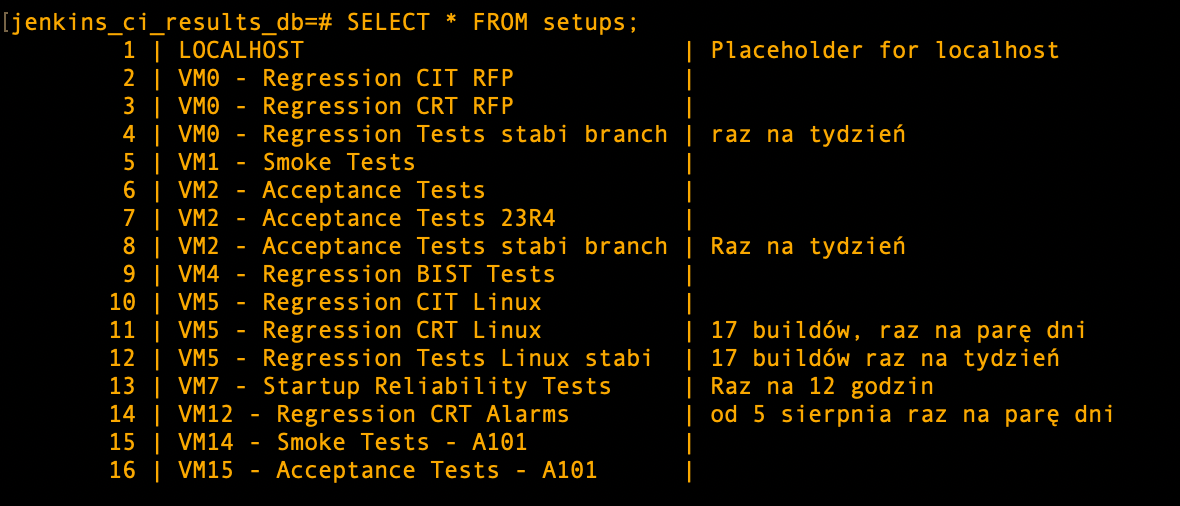 [jenkins_ci_results_db=# SELECT * FROM setups;
1 | LOCALHOST | Placeholder for localhost
2 | VM0 - Regression CIT RFP |
3 | VM0 - Regression CRT RFP |
4 | VM0 - Regression Tests stabi branch | raz na tydzień
5 | VM1 - Smoke Tests |
6 | VM2 - Acceptance Tests |
7 | VM2 - Acceptance Tests 23R4 |
8 | VM2 - Acceptance Tests stabi branch | Raz na tydzień
9 | VM4 - Regression BIST Tests |
10 | VM5 - Regression CIT Linux |
11 | VM5 - Regression CRT Linux | 17 buildów, raz na parę dni
12 | VM5 - Regression Tests Linux stabi | 17 buildów raz na tydzień
13 | VM7 - Startup Reliability Tests | Raz na 12 godzin
14 | VM12 - Regression CRT Alarms | od 5 sierpnia raz na parę dni
15 | VM14 - Smoke Tests - A101 |
16 | VM15 - Acceptance Tests - A101 |